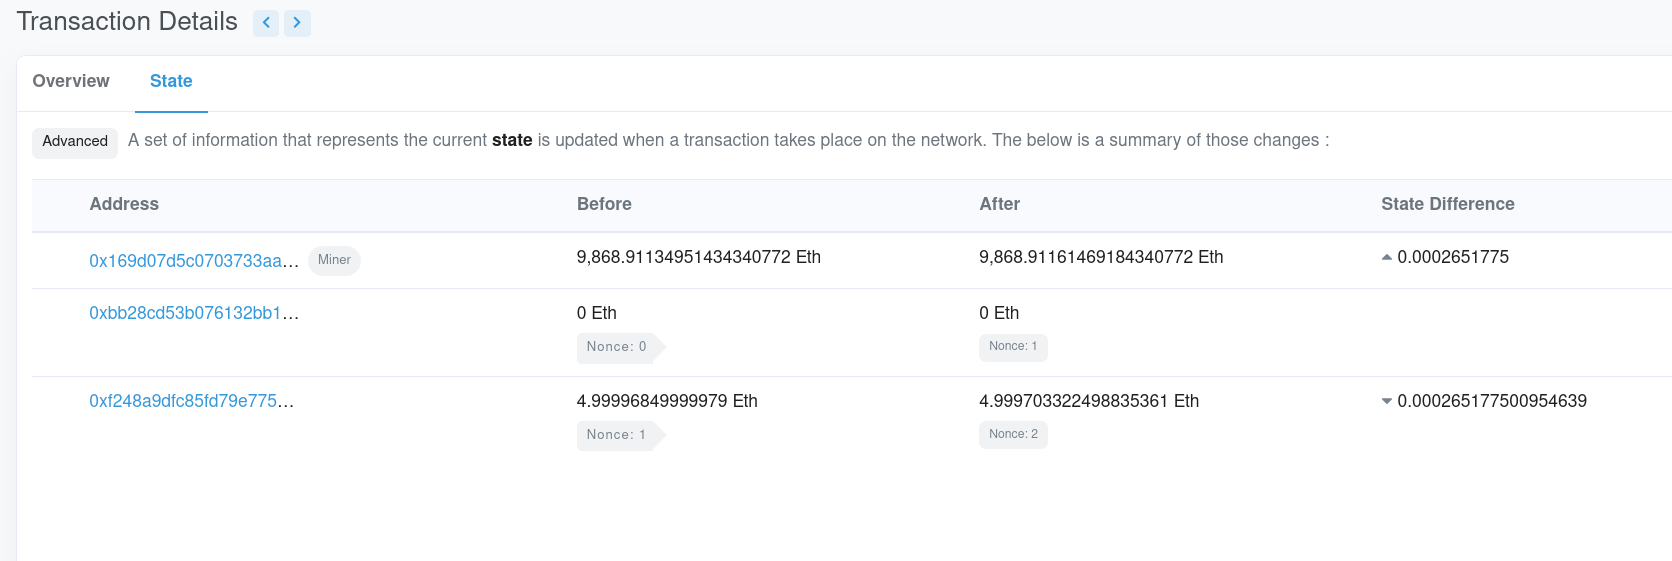 Transaction Details
Overview State
Advanced A set of information that represents the current state is updated when a transaction takes place on the network. The below is a summary of those changes :
Address Before After State Difference
0x169d07d5c0703733aa... Miner 9,868.91134951434340772 Eth 9,868.91161469184340772 Eth 0.0002651775
0xbb28cd53b076132bb1... 0 Eth 0 Eth
Nonce: 0 Nonce: 1
0xf248a9dfc85fd79e775... 4.99996849999979 Eth 4.999703322498835361 Eth 0.000265177500954639
Nonce: 1 Nonce: 2